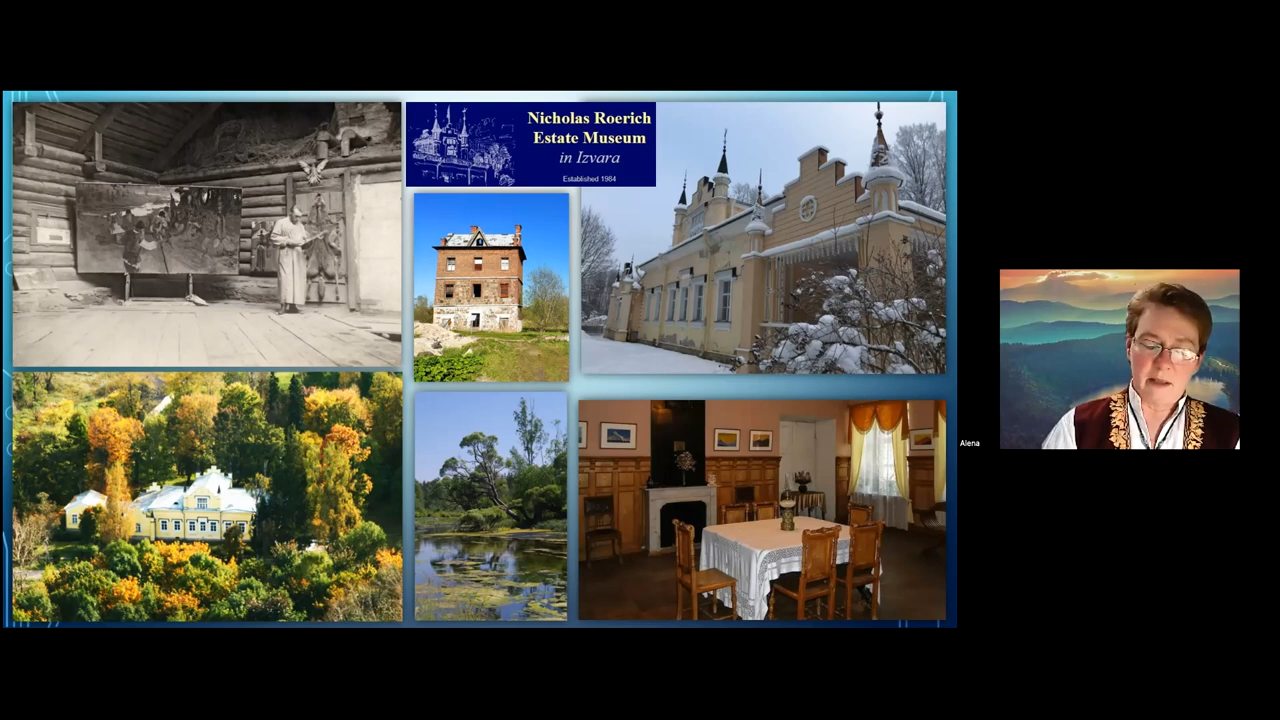 Nicholas Roerich
Estate Museum
in Izvara
Established 1984
Alena